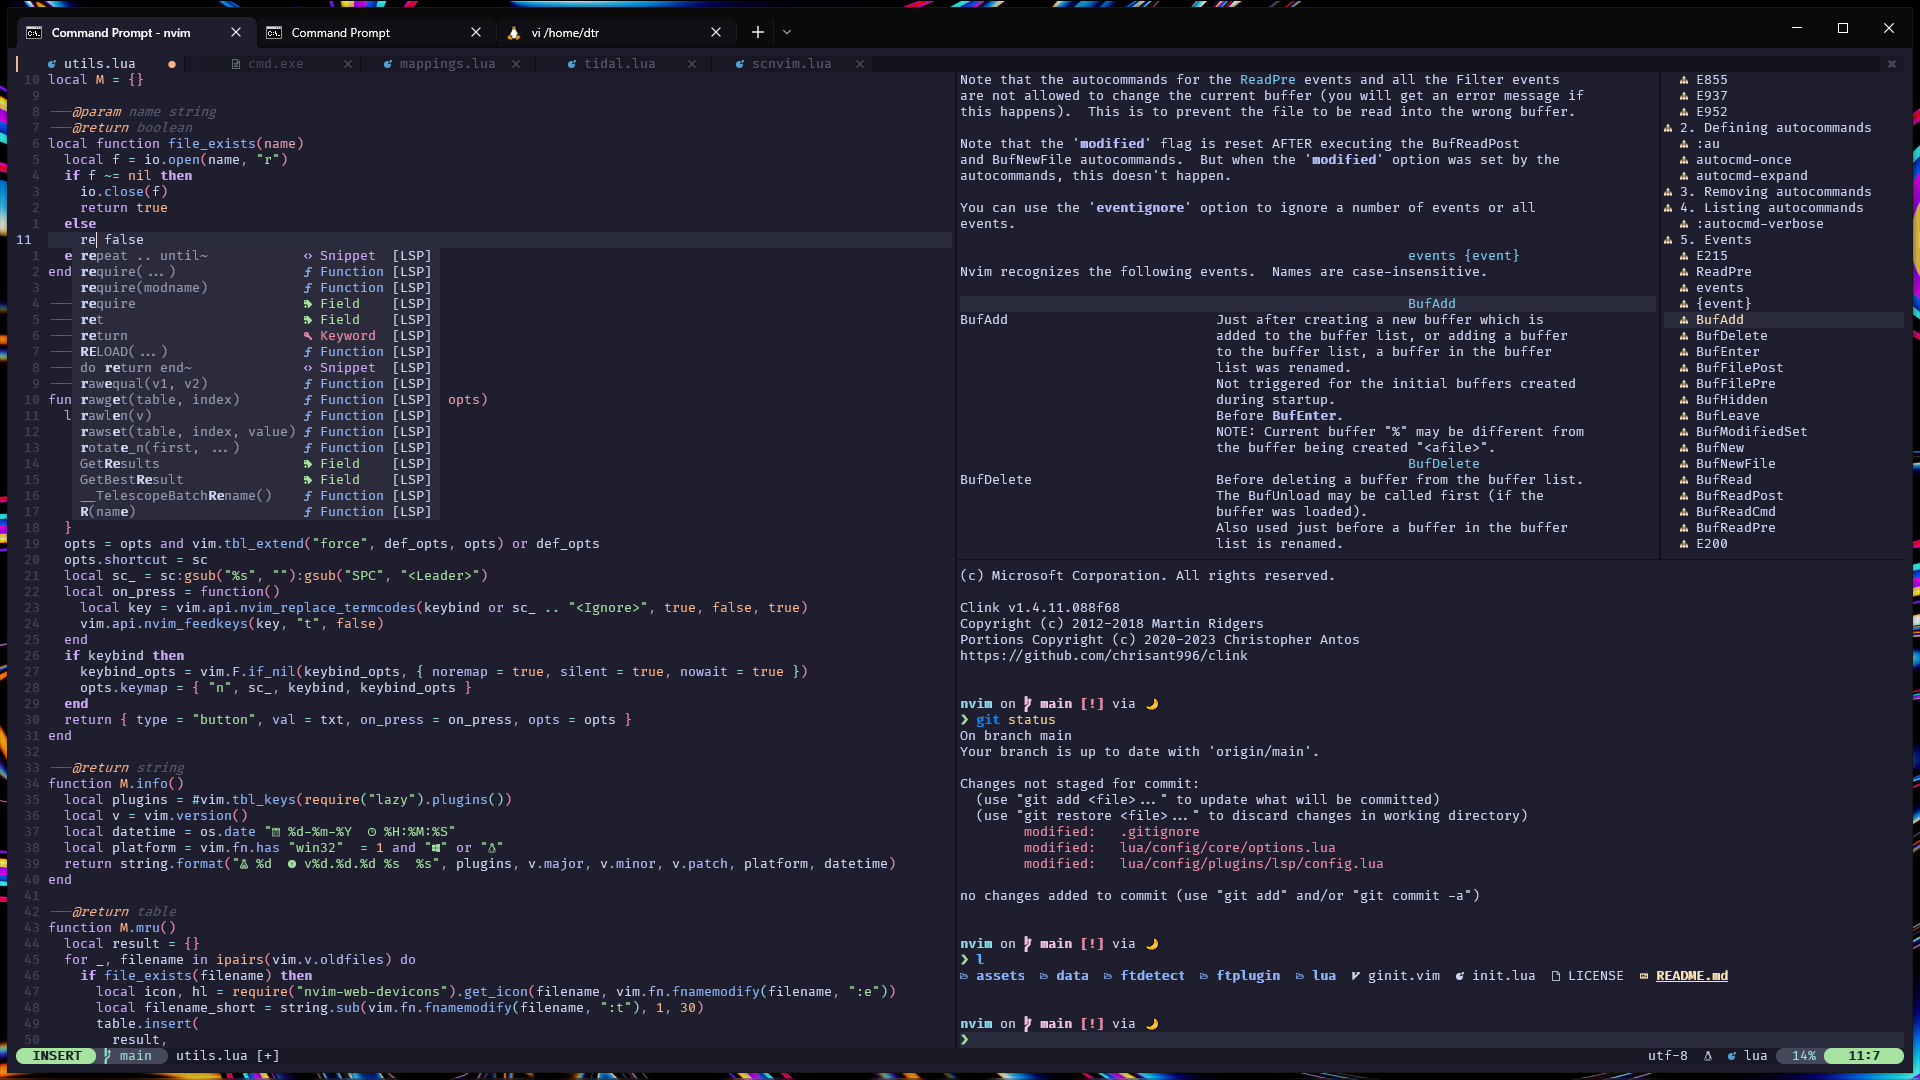 Command Prompt - nvim
Command Prompt
vi /home/dtr
utils.lua
cmd.exe
mappings.lua
tidal.lua
scnvim.lua
10 local M = {}
9
8 ---@param name string
7 ---@return boolean
6 local function file_exists(name)
5 local f = io.open(name, "r")
4 if f ~= nil then
3 io.close(f)
2 return true
1 else
11 re false
1 e
2 end
3
4 ---
5 ---
6 ---
7 ---
8 ---
9 ---
10 fun opts)
11 l
12
13
14
15
16
17
repeat .. until~ Snippet [LSP]
require(...) Function [LSP]
require(modname) Function [LSP]
require Field [LSP]
ret Field [LSP]
return Keyword [LSP]
RELOAD(...) Function [LSP]
do return end~ Snippet [LSP]
rawequal(v1, v2) Function [LSP]
rawget(table, index) Function [LSP]
rawlen(v) Function [LSP]
rawset(table, index, value) Function [LSP]
rotate_n(first, ...) Function [LSP]
GetResults Field [LSP]
GetBestResult Field [LSP]
__TelescopeBatchRename() Function [LSP]
R(name) Function [LSP]
18 }
19 opts = opts and vim.tbl_extend("force", def_opts, opts) or def_opts
20 opts.shortcut = sc
21 local sc_ = sc:gsub("%s", ""):gsub("SPC", "<Leader>")
22 local on_press = function()
23 local key = vim.api.nvim_replace_termcodes(keybind or sc_ .. "<Ignore>", true, false, true)
24 vim.api.nvim_feedkeys(key, "t", false)
25 end
26 if keybind then
27 keybind_opts = vim.F.if_nil(keybind_opts, { noremap = true, silent = true, nowait = true })
28 opts.keymap = { "n", sc_, keybind, keybind_opts }
29 end
30 return { type = "button", val = txt, on_press = on_press, opts = opts }
31 end
32
33 ---@return string
34 function M.info()
35 local plugins = #vim.tbl_keys(require("lazy").plugins())
36 local v = vim.version()
37 local datetime = os.date " %d-%m-%Y  %H:%M:%S"
38 local platform = vim.fn.has "win32" = 1 and "" or ""
39 return string.format(" %d  v%d.%d.%d %s %s", plugins, v.major, v.minor, v.patch, platform, datetime)
40 end
41
42 ---@return table
43 function M.mru()
44 local result = {}
45 for _, filename in ipairs(vim.v.oldfiles) do
46 if file_exists(filename) then
47 local icon, hl = require("nvim-web-devicons").get_icon(filename, vim.fn.fnamemodify(filename, ":e"))
48 local filename_short = string.sub(vim.fn.fnamemodify(filename, ":t"), 1, 30)
49 table.insert(
50 result,
Note that the autocommands for the ReadPre events and all the Filter events
are not allowed to change the current buffer (you will get an error message if
this happens). This is to prevent the file to be read into the wrong buffer.
Note that the 'modified' flag is reset AFTER executing the BufReadPost
and BufNewFile autocommands. But when the 'modified' option was set by the
autocommands, this doesn't happen.
You can use the 'eventignore' option to ignore a number of events or all
events.
events {event}
Nvim recognizes the following events. Names are case-insensitive.
BufAdd
BufAdd Just after creating a new buffer which is
added to the buffer list, or adding a buffer
to the buffer list, a buffer in the buffer
list was renamed.
Not triggered for the initial buffers created
during startup.
Before BufEnter.
NOTE: Current buffer "%" may be different from
the buffer being created "<afile>".
BufDelete
BufDelete Before deleting a buffer from the buffer list.
The BufUnload may be called first (if the
buffer was loaded).
Also used just before a buffer in the buffer
list is renamed.
E855
E937
E952
2. Defining autocommands
:au
autocmd-once
autocmd-expand
3. Removing autocommands
4. Listing autocommands
:autocmd-verbose
5. Events
E215
ReadPre
events
{event}
BufAdd
BufDelete
BufEnter
BufFilePost
BufFilePre
BufHidden
BufLeave
BufModifiedSet
BufNew
BufNewFile
BufRead
BufReadPost
BufReadCmd
BufReadPre
E200
(c) Microsoft Corporation. All rights reserved.
Clink v1.4.11.088f68
Copyright (c) 2012-2018 Martin Ridgers
Portions Copyright (c) 2020-2023 Christopher Antos
https://github.com/chrisant996/clink
nvim on main [!] via 🌙
❯ git status
On branch main
Your branch is up to date with 'origin/main'.
Changes not staged for commit:
(use "git add <file>..." to update what will be committed)
(use "git restore <file>..." to discard changes in working directory)
modified: .gitignore
modified: lua/config/core/options.lua
modified: lua/config/plugins/lsp/config.lua
no changes added to commit (use "git add" and/or "git commit -a")
nvim on main [!] via 🌙
❯ l
assets data ftdetect ftplugin lua ginit.vim init.lua LICENSE README.md
nvim on main [!] via 🌙
❯
INSERT main utils.lua [+]
utf-8 lua 14% 11:7